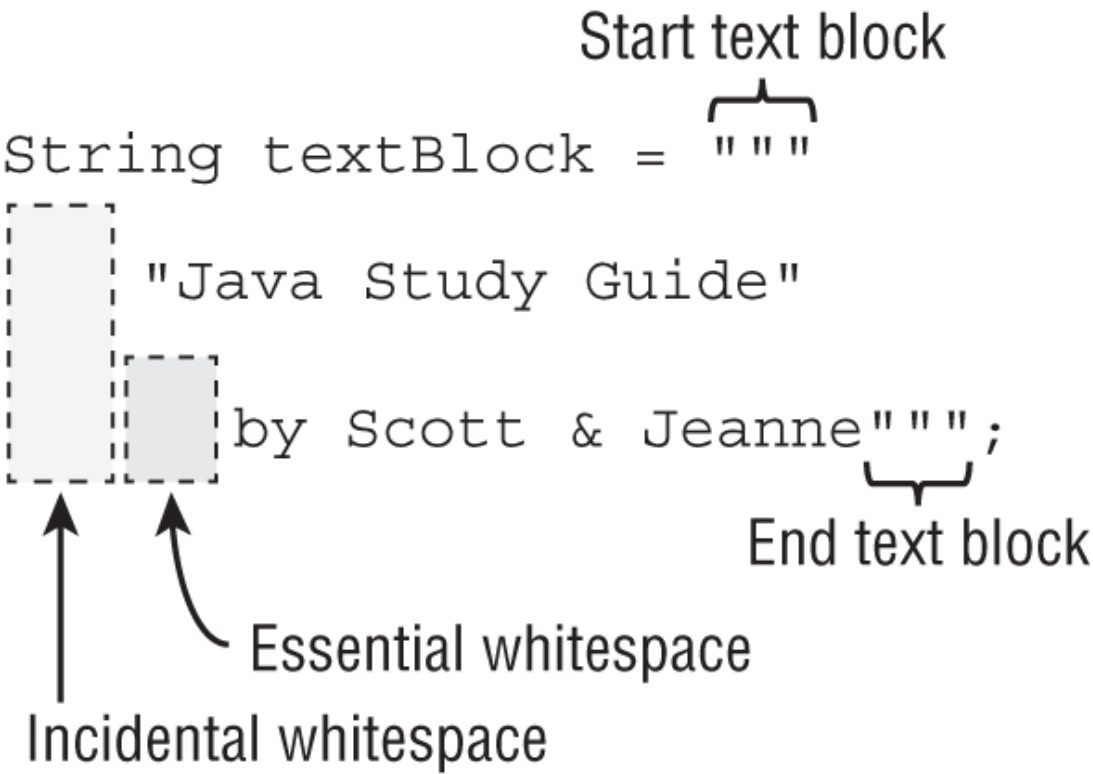 Start text block
String textBlock = """
"Java Study Guide"
by Scott & Jeanne""";
End text block
Essential whitespace
Incidental whitespace